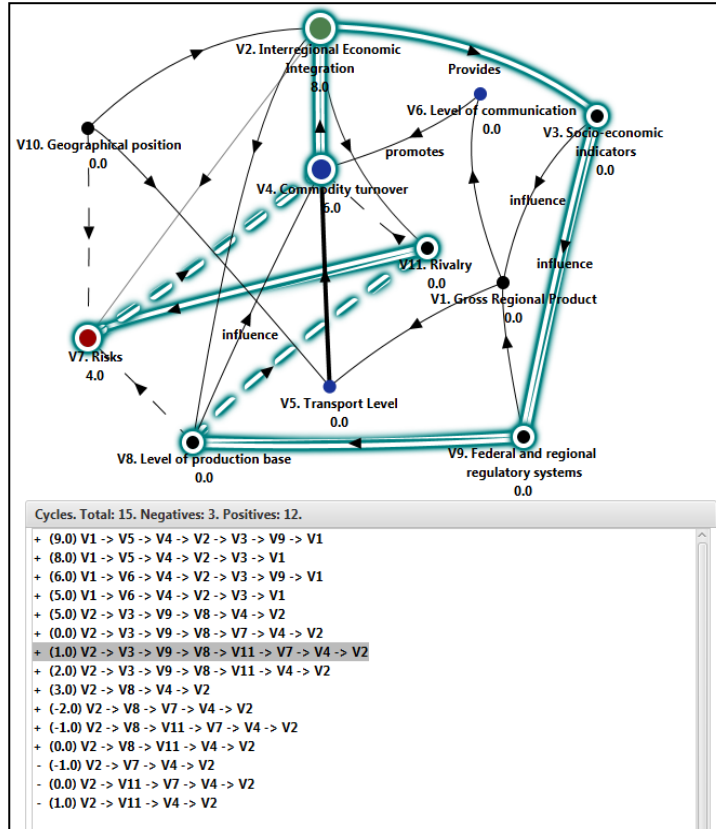 V2. Interregional Economic
Integration
8.0
Provides
V6. Level of communication
0.0
V3. Socio-economic
indicators
0.0
V10. Geographical position
0.0
promotes
V4. Commodity turnover
6.0
influence
V11. Rivalry
0.0
influence
V1. Gross Regional Product
0.0
influence
V7. Risks
4.0
V5. Transport Level
0.0
V8. Level of production base
0.0
V9. Federal and regional
regulatory systems
0.0
Cycles. Total: 15. Negatives: 3. Positives: 12.
+ (9.0) V1 -> V5 -> V4 -> V2 -> V3 -> V9 -> V1
+ (8.0) V1 -> V5 -> V4 -> V2 -> V3 -> V1
+ (6.0) V1 -> V6 -> V4 -> V2 -> V3 -> V9 -> V1
+ (5.0) V1 -> V6 -> V4 -> V2 -> V3 -> V1
+ (5.0) V2 -> V3 -> V9 -> V8 -> V4 -> V2
+ (0.0) V2 -> V3 -> V9 -> V8 -> V7 -> V4 -> V2
+ (1.0) V2 -> V3 -> V9 -> V8 -> V11 -> V7 -> V4 -> V2
+ (2.0) V2 -> V3 -> V9 -> V8 -> V11 -> V4 -> V2
+ (3.0) V2 -> V8 -> V4 -> V2
+ (-2.0) V2 -> V8 -> V7 -> V4 -> V2
+ (-1.0) V2 -> V8 -> V11 -> V7 -> V4 -> V2
+ (0.0) V2 -> V8 -> V11 -> V4 -> V2
- (-1.0) V2 -> V7 -> V4 -> V2
- (0.0) V2 -> V11 -> V7 -> V4 -> V2
- (1.0) V2 -> V11 -> V4 -> V2